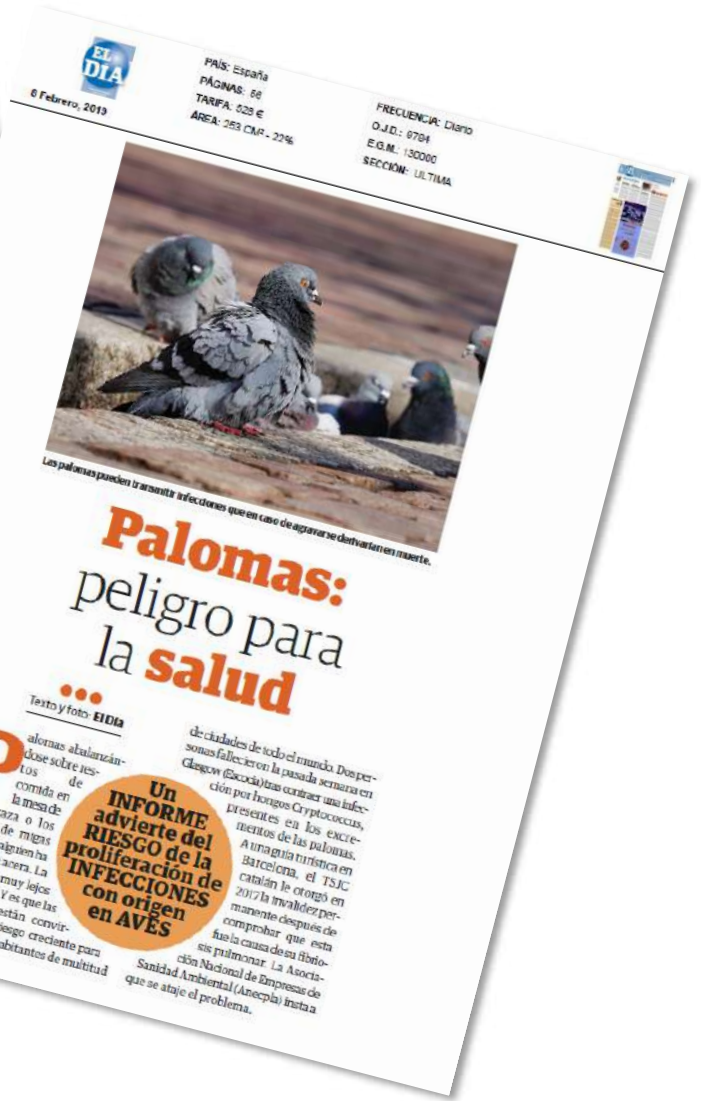 EL DÍA
6 Febrero, 2019
PAÍS: España
PÁGINAS: 56
TARIFA: 528 €
ÁREA: 253 CM² - 22%
FRECUENCIA: Diario
O.J.D.: 9794
E.G.M.: 130000
SECCIÓN: ULTIMA
Las palomas pueden transmitir infecciones que en caso de agravarse derivarían en muerte.
Palomas:
peligro para
la salud
Texto y foto: El Día
alomas abalanzán-
dose sobre res-
tos de
comida en
la mesa de
aza o los
de migas
alguien ha
acera. La
muy lejos
Y es que las
están convir-
iesgo creciente para
abitantes de multitud
Un
INFORME
advierte del
RIESGO de la
proliferación de
INFECCIONES
con origen
en AVES
de ciudades de todo el mundo. Dos per-
sonas fallecieron la pasada semana en
Glasgow (Escocia) tras contraer una infec-
ción por hongos Cryptococcus,
presentes en los excre-
mentos de las palomas.
A una guía turística en
Barcelona, el TSJC
catalán le otorgó en
2017 la invalidez per-
manente después de
comprobar que esta
fue la causa de su fibrio-
sis pulmonar. La Asocia-
ción Nacional de Empresas de
Sanidad Ambiental (Anecpla) insta a
que se ataje el problema.